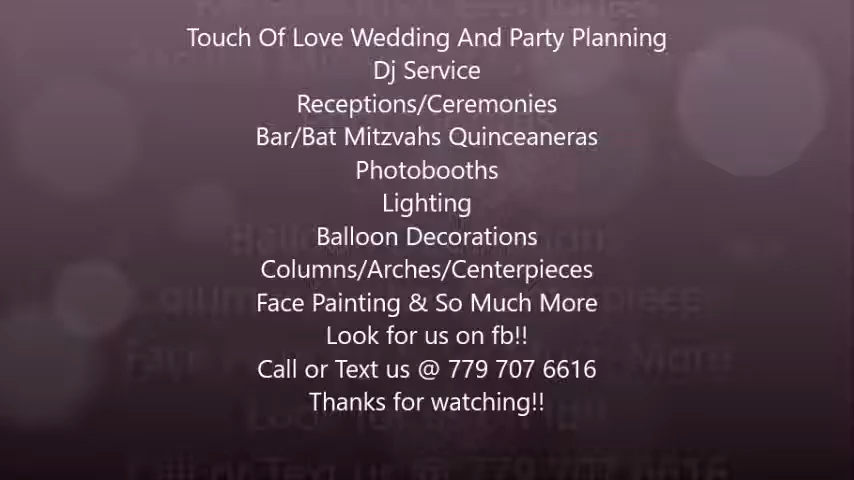 Touch Of Love Wedding And Party Planning
Dj Service
Receptions/Ceremonies
Bar/Bat Mitzvahs Quinceaneras
Photobooths
Lighting
Balloon Decorations
Columns/Arches/Centerpieces
Face Painting & So Much More
Look for us on fb!!
Call or Text us @ 779 707 6616
Thanks for watching!!